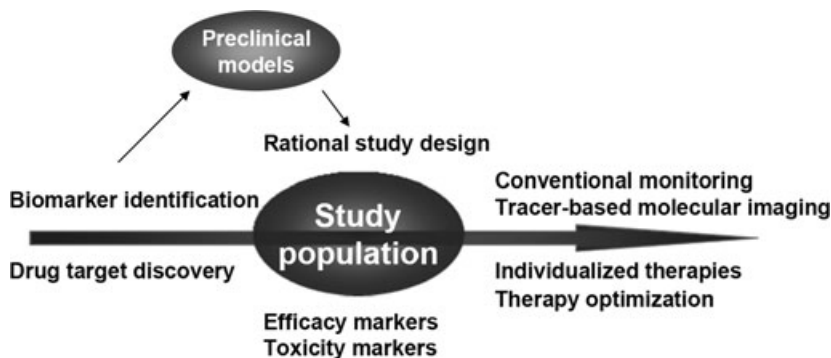 Preclinical
models
Rational study design
Biomarker identification
Conventional monitoring
Tracer-based molecular imaging
Study
population
Drug target discovery
Individualized therapies
Therapy optimization
Efficacy markers
Toxicity markers